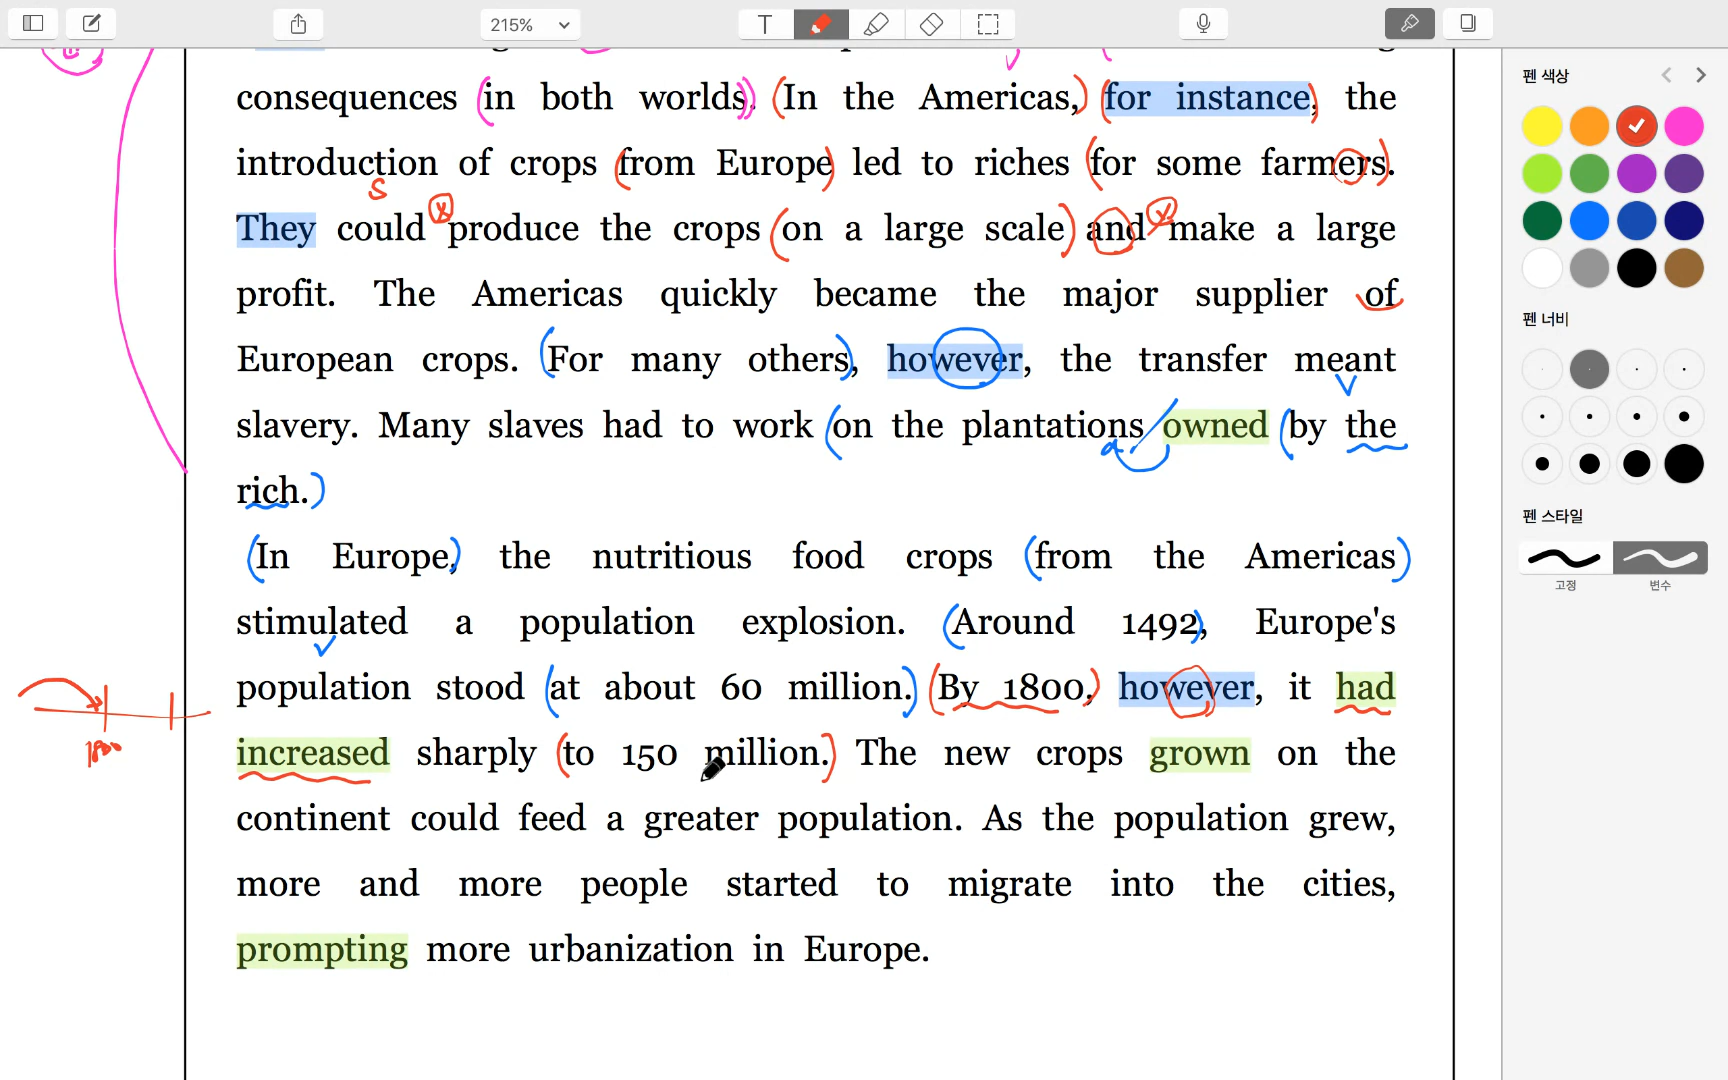 215%
T
펜 색상
consequences in both worlds. In the Americas, for instance, the
introduction of crops from Europe led to riches for some farmers.
S
They could produce the crops on a large scale and make a large
profit. The Americas quickly became the major supplier of
펜 너비
European crops. For many others, however, the transfer meant
slavery. Many slaves had to work on the plantations owned by the
rich.
펜 스타일
고정
변수
In Europe, the nutritious food crops from the Americas
stimulated a population explosion. Around 1492, Europe's
population stood at about 60 million. By 1800, however, it had
1800
increased sharply to 150 million. The new crops grown on the
continent could feed a greater population. As the population grew,
more and more people started to migrate into the cities,
prompting more urbanization in Europe.